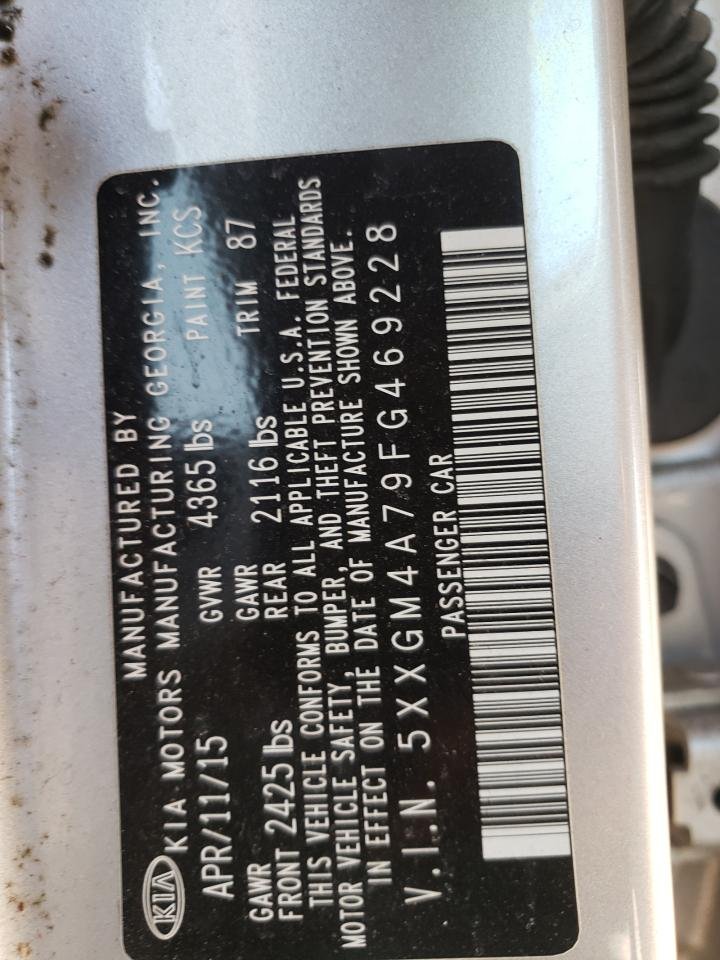 MANUFACTURED BY
KIA KIA MOTORS MANUFACTURING GEORGIA, INC.
APR/11/15 GVWR 4365 lbs PAINT KCS
GAWR FRONT 2425 lbs GAWR REAR 2116 lbs TRIM 87
THIS VEHICLE CONFORMS TO ALL APPLICABLE U.S.A. FEDERAL
MOTOR VEHICLE SAFETY, BUMPER, AND THEFT PREVENTION STANDARDS
IN EFFECT ON THE DATE OF MANUFACTURE SHOWN ABOVE.
V.I.N. 5XXGM4A79FG469228
PASSENGER CAR